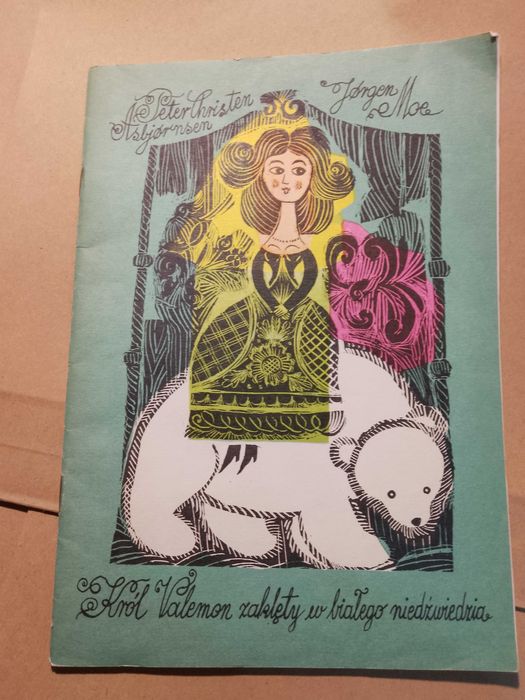 Peter Christen
Asbjørnsen
Jørgen
Moe
Król Valemon zaklęty w białego niedźwiedzia